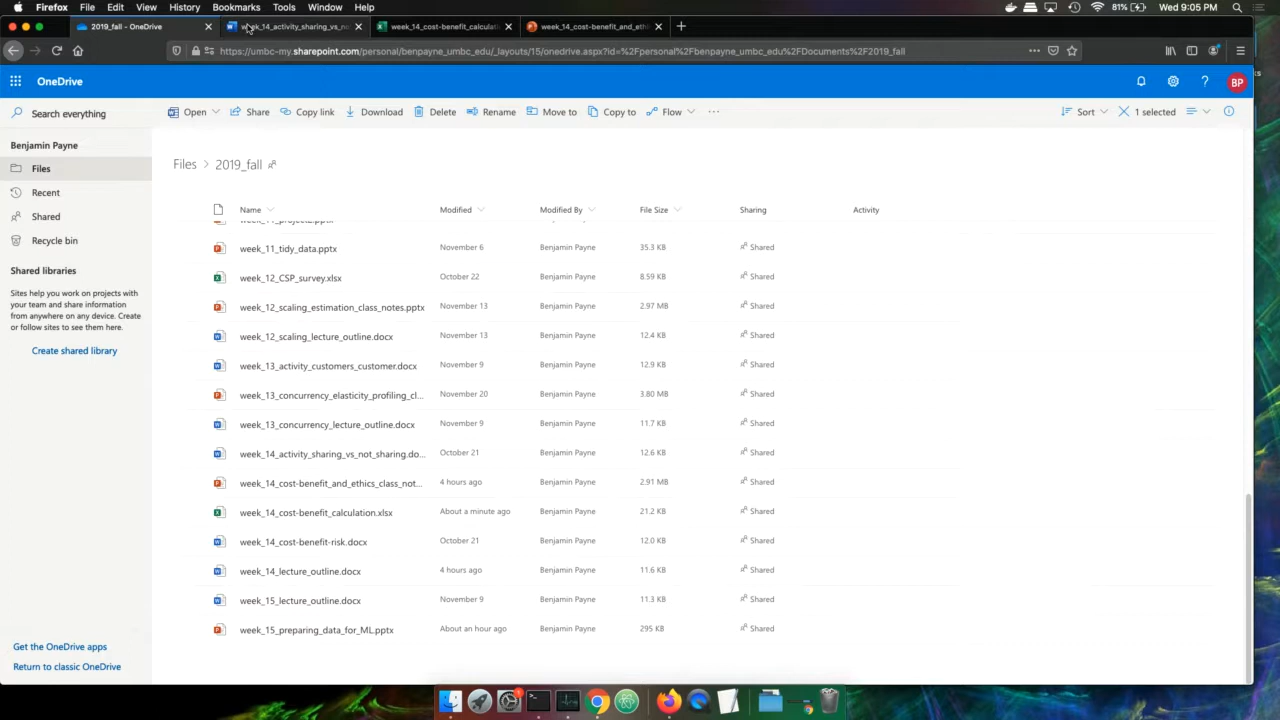 Firefox File Edit View History Bookmarks Tools Window Help 81% Wed 9:05 PM
2019_fall - OneDrive week_14_activity_sharing_vs_no week_14_cost-benefit_calculati week_14_cost-benefit_and_eth
https://umbc-my.sharepoint.com/personal/benpayne_umbc_edu/_layouts/15/onedrive.aspx?id=%2Fpersonal%2Fbenpayne_umbc_edu%2FDocuments%2F2019_fall
OneDrive BP
Search everything Open Share Copy link Download Delete Rename Move to Copy to Flow Sort 1 selected
Benjamin Payne
Files
Recent
Shared
Recycle bin
Shared libraries
Sites help you work on projects with
your team and share information
from anywhere on any device. Create
or follow sites to see them here.
Create shared library
Get the OneDrive apps
Return to classic OneDrive
Files > 2019_fall
Name Modified Modified By File Size Sharing Activity
week_11_tidy_data.pptx November 6 Benjamin Payne 35.3 KB Shared
week_12_CSP_survey.xlsx October 22 Benjamin Payne 8.59 KB Shared
week_12_scaling_estimation_class_notes.pptx November 13 Benjamin Payne 2.97 MB Shared
week_12_scaling_lecture_outline.docx November 13 Benjamin Payne 12.4 KB Shared
week_13_activity_customers_customer.docx November 9 Benjamin Payne 12.9 KB Shared
week_13_concurrency_elasticity_profiling_cl... November 20 Benjamin Payne 3.80 MB Shared
week_13_concurrency_lecture_outline.docx November 9 Benjamin Payne 11.7 KB Shared
week_14_activity_sharing_vs_not_sharing.do... October 21 Benjamin Payne 12.6 KB Shared
week_14_cost-benefit_and_ethics_class_not... 4 hours ago Benjamin Payne 2.91 MB Shared
week_14_cost-benefit_calculation.xlsx About a minute ago Benjamin Payne 21.2 KB Shared
week_14_cost-benefit-risk.docx October 21 Benjamin Payne 12.0 KB Shared
week_14_lecture_outline.docx 4 hours ago Benjamin Payne 11.6 KB Shared
week_15_lecture_outline.docx November 9 Benjamin Payne 11.3 KB Shared
week_15_preparing_data_for_ML.pptx About an hour ago Benjamin Payne 295 KB Shared